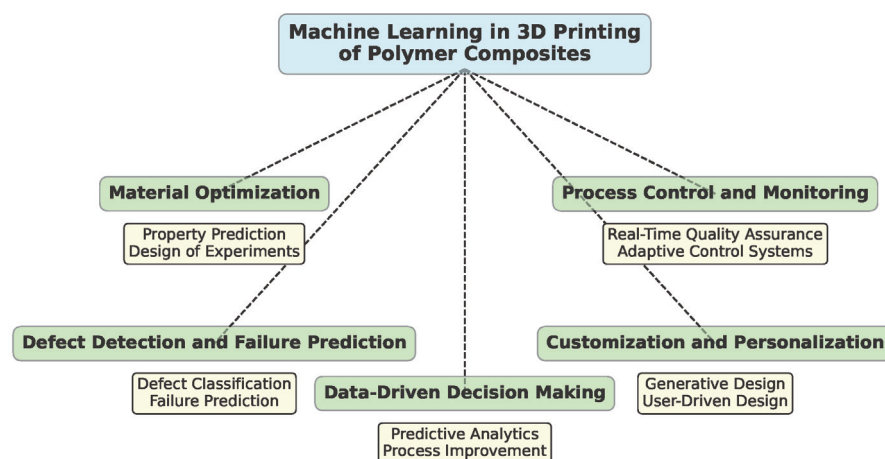 Machine Learning in 3D Printing
of Polymer Composites
Material Optimization
Property Prediction
Design of Experiments
Process Control and Monitoring
Real-Time Quality Assurance
Adaptive Control Systems
Defect Detection and Failure Prediction
Defect Classification
Failure Prediction
Data-Driven Decision Making
Predictive Analytics
Process Improvement
Customization and Personalization
Generative Design
User-Driven Design